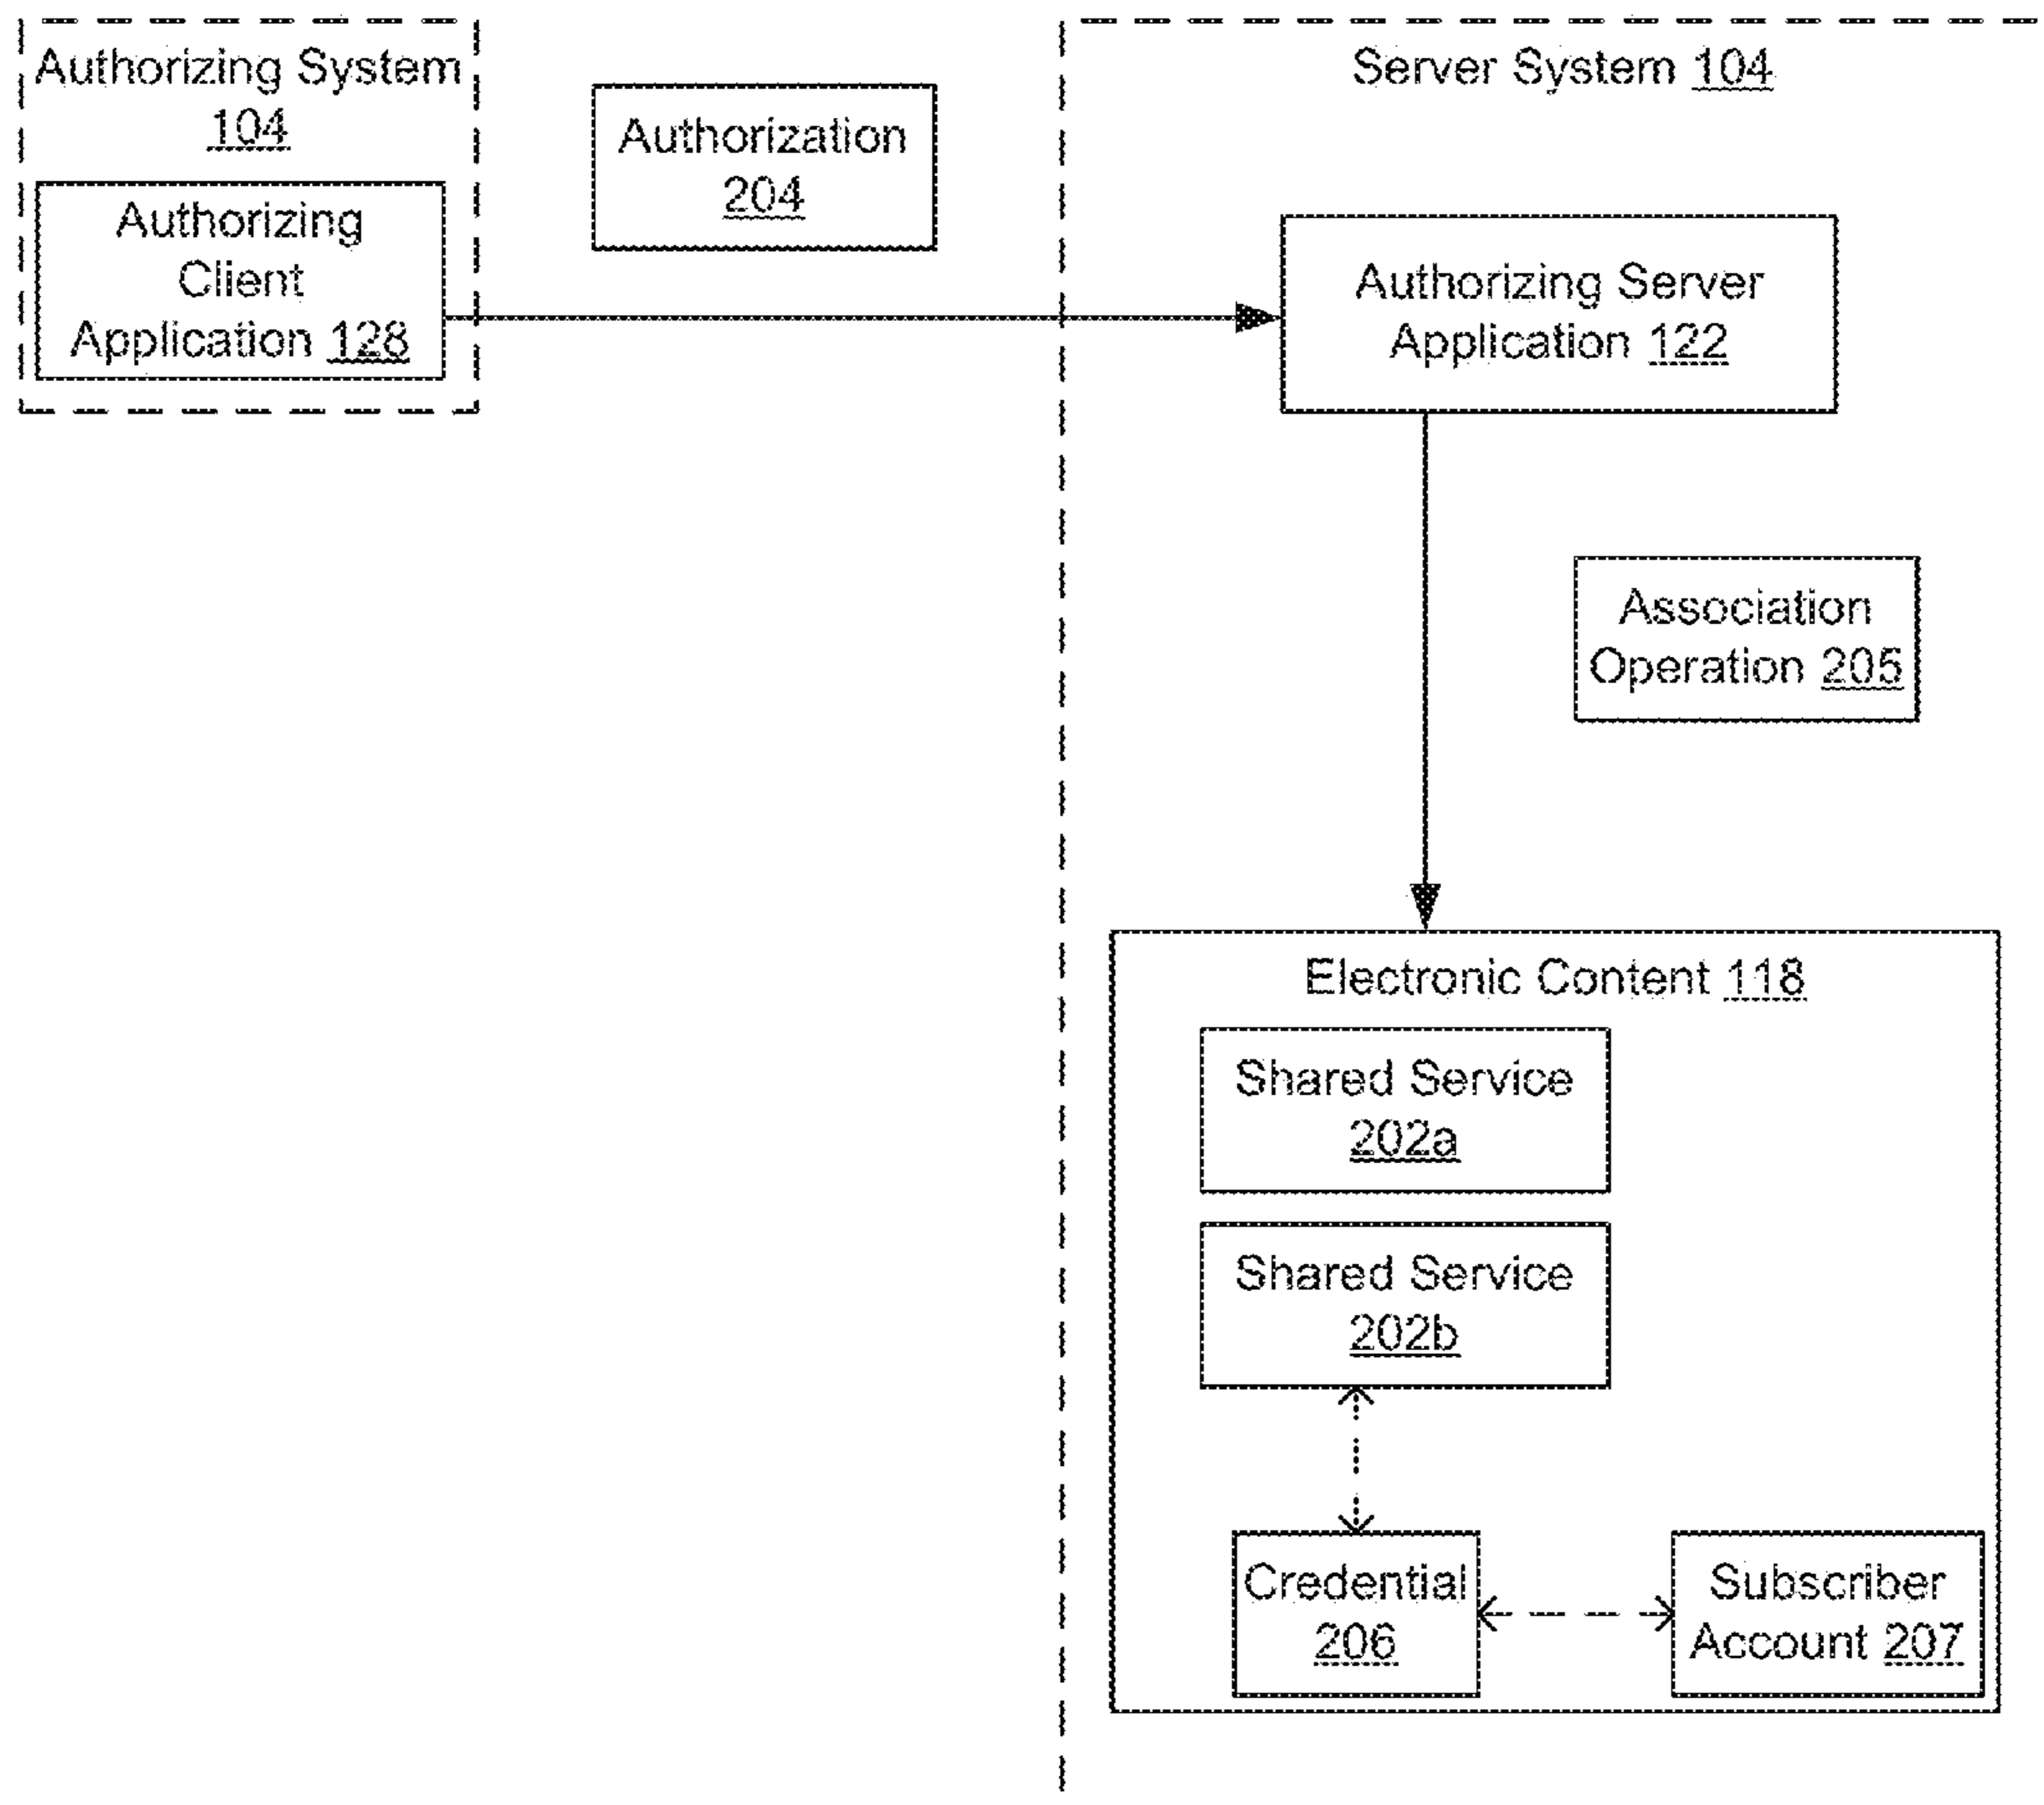 Authorizing System
104
Authorizing
Client
Application 128
Authorization
204
Server System 104
Authorizing Server
Application 122
Association
Operation 205
Electronic Content 118
Shared Service
202a
Shared Service
202b
Credential
206
Subscriber
Account 207